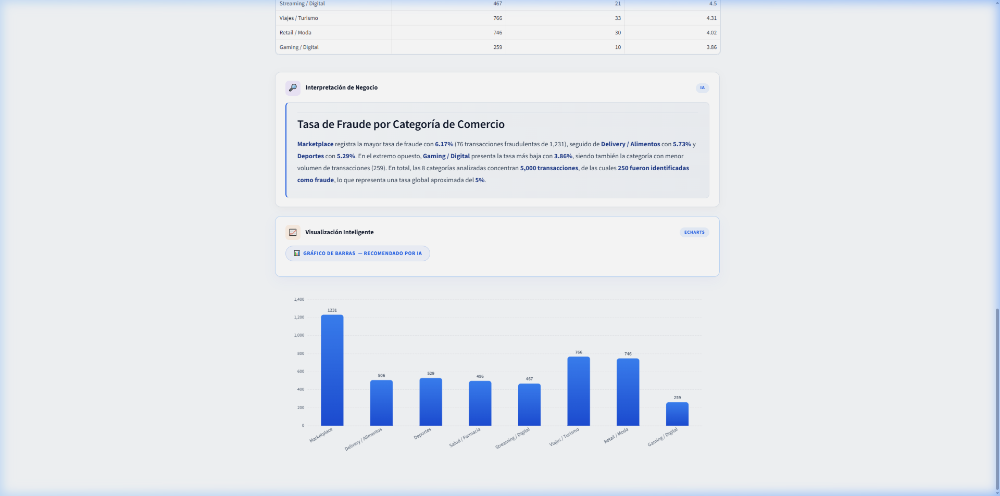 Streaming / Digital 467 21 4.5
Viajes / Turismo 766 33 4.31
Retail / Moda 746 30 4.02
Gaming / Digital 259 10 3.86
Interpretación de Negocio IA
Tasa de Fraude por Categoría de Comercio
Marketplace registra la mayor tasa de fraude con 6.17% (76 transacciones fraudulentas de 1,231), seguido de Delivery / Alimentos con 5.73% y
Deportes con 5.29%. En el extremo opuesto, Gaming / Digital presenta la tasa más baja con 3.86%, siendo también la categoría con menor
volumen de transacciones (259). En total, las 8 categorías analizadas concentran 5,000 transacciones, de las cuales 250 fueron identificadas
como fraude, lo que representa una tasa global aproximada del 5%.
Visualización Inteligente ECHARTS
GRÁFICO DE BARRAS — RECOMENDADO POR IA
1,400
1,200
1,000
800
600
400
200
0
1231
506
529
496
467
766
746
259
Marketplace
Delivery / Alimentos
Deportes
Salud / Farmacia
Streaming / Digital
Viajes / Turismo
Retail / Moda
Gaming / Digital